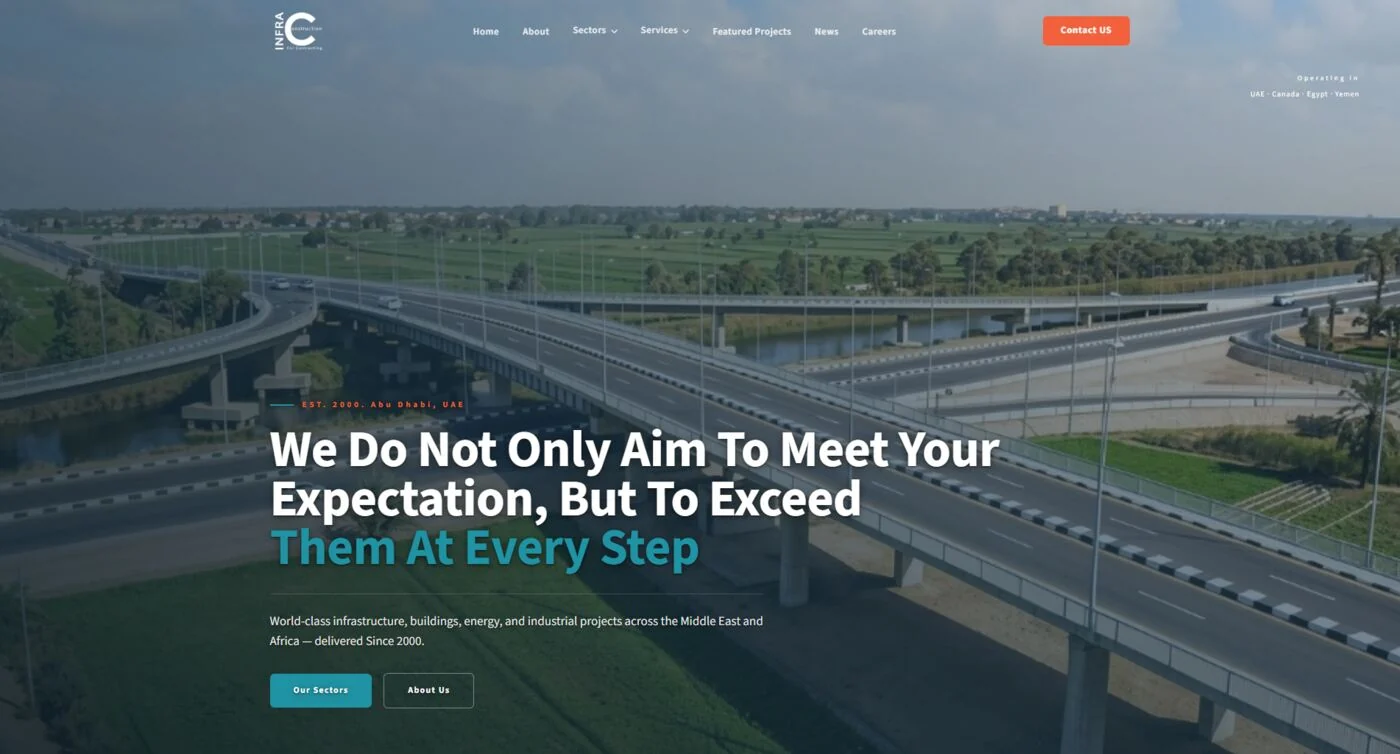 INFRA
Construction
For Contracting
Home
About
Sectors
Services
Featured Projects
News
Careers
Contact US
Operating in
UAE · Canada · Egypt · Yemen
EST. 2000. Abu Dhabi, UAE
We Do Not Only Aim To Meet Your
Expectation, But To Exceed
Them At Every Step
World-class infrastructure, buildings, energy, and industrial projects across the Middle East and
Africa — delivered Since 2000.
Our Sectors
About Us